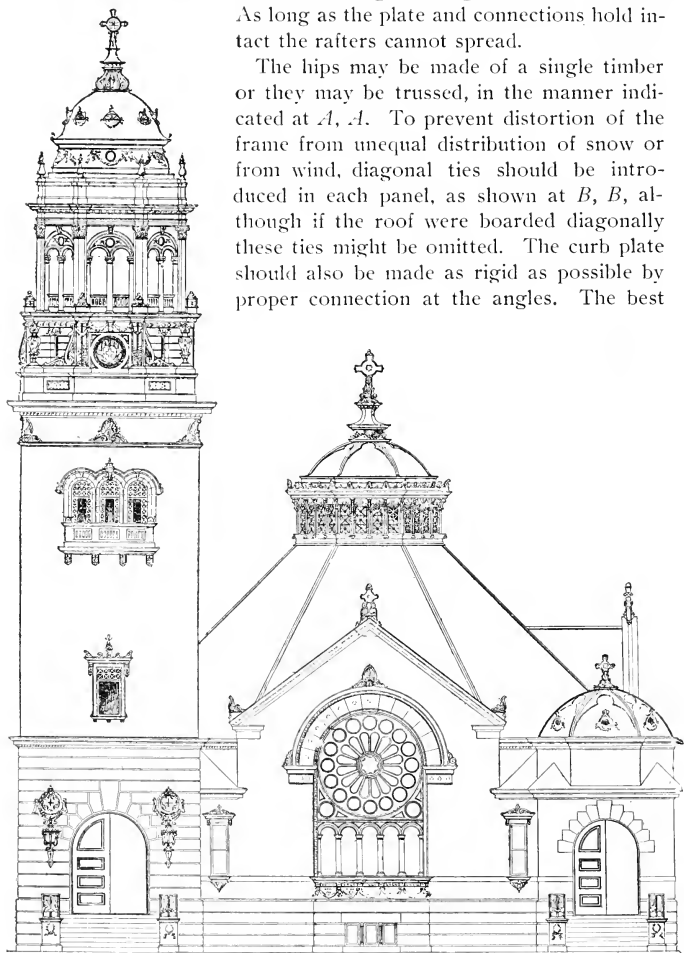 As long as the plate and connections hold in-
tact the rafters cannot spread.
The hips may be made of a single timber
or they may be trussed, in the manner indi-
cated at A, A. To prevent distortion of the
frame from unequal distribution of snow or
from wind, diagonal ties should be intro-
duced in each panel, as shown at B, B, al-
though if the roof were boarded diagonally
these ties might be omitted. The curb plate
should also be made as rigid as possible by
proper connection at the angles. The best